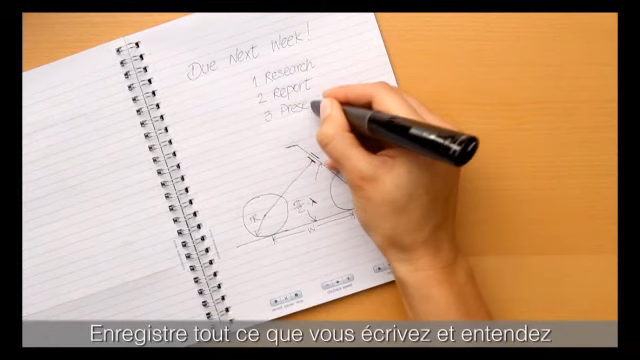 Due Next Week!
1 Research
2 Report
3 Prese
R
W
Enregistre tout ce que vous écrivez et entendez